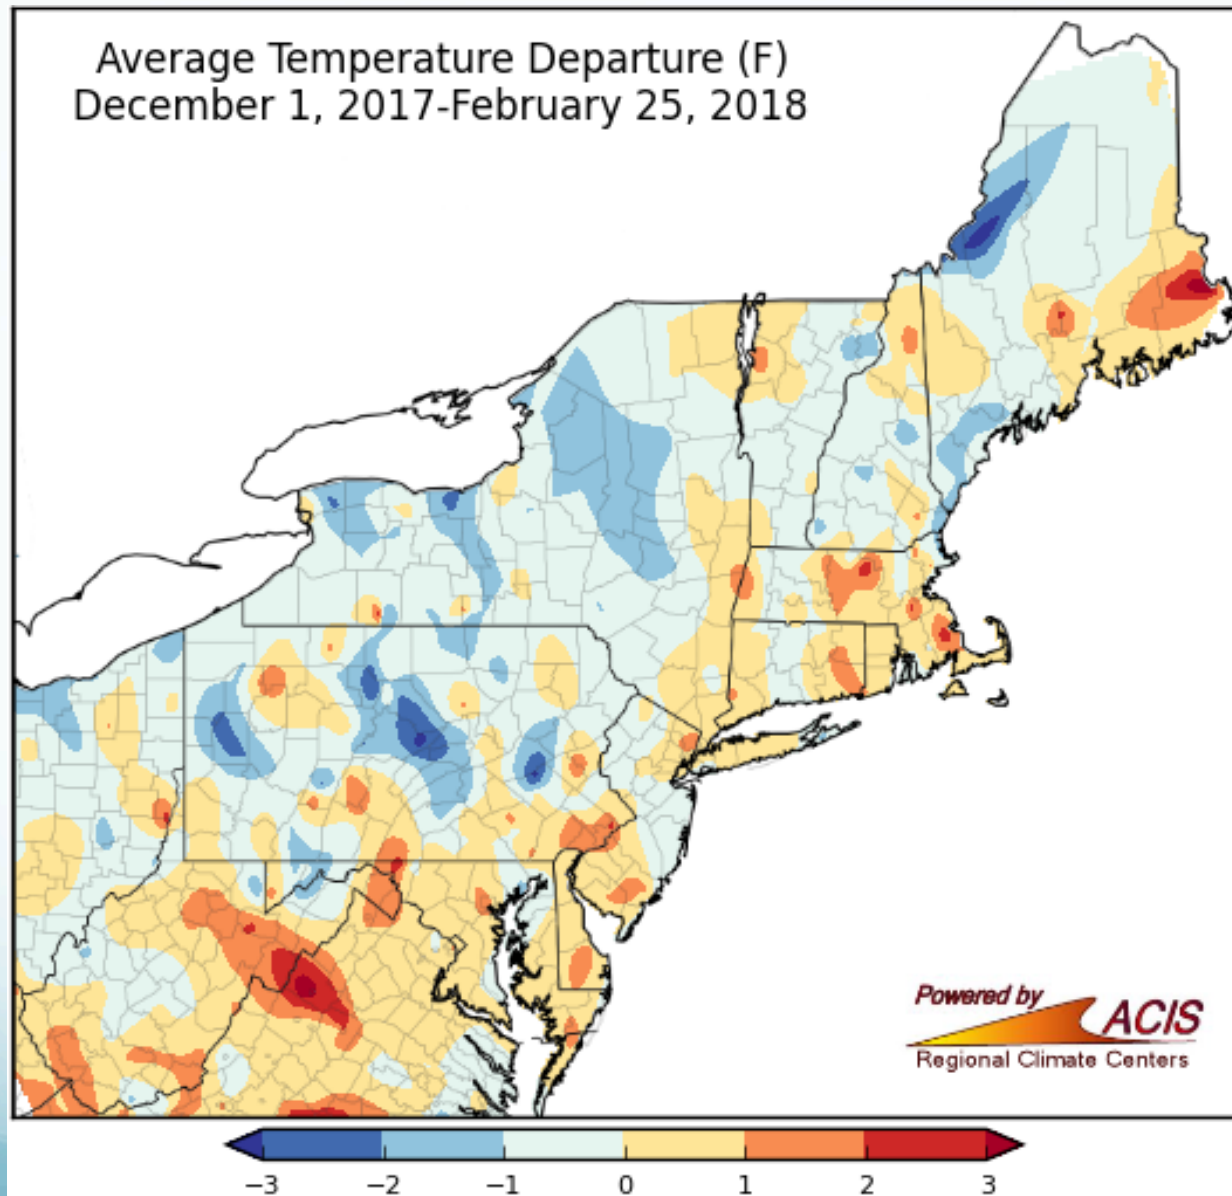 Average Temperature Departure (F)
December 1, 2017-February 25, 2018
Powered by
ACIS
Regional Climate Centers
−3 −2 −1 0 1 2 3